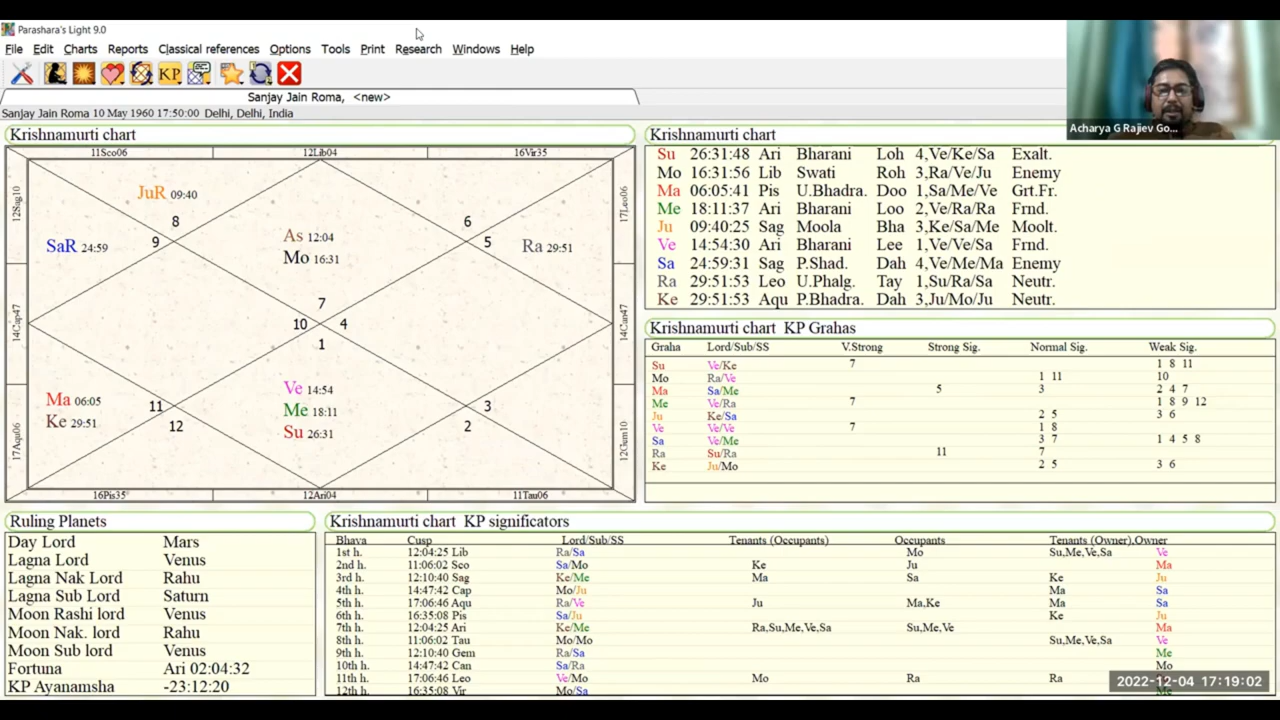 Parashara's Light 9.0
File Edit Charts Reports Classical references Options Tools Print Research Windows Help
KP
Acharya G Rajiev Go...
Sanjay Jain Roma, <new>
Sanjay Jain Roma 10 May 1960 17:50:00 Delhi, Delhi, India
Krishnamurti chart
11Sco06 12Lib04 16Vir35
12Sag10
17Leo06
JuR 09:40
8
6
9
5
SaR 24:59
As 12:04
Mo 16:31
Ra 29:51
7
14Cap47
10
4
14Can47
1
Ma 06:05
Ke 29:51
11
12
Ve 14:54
Me 18:11
Su 26:31
3
2
17Aqu06
12Gum10
16Pis35 12Ari04 11Tau06
Krishnamurti chart
Su 26:31:48 Ari Bharani Loh 4,Ve/Ke/Sa Exalt.
Mo 16:31:56 Lib Swati Roh 3,Ra/Ve/Ju Enemy
Ma 06:05:41 Pis U.Bhadra. Doo 1,Sa/Me/Ve Grt.Fr.
Me 18:11:37 Ari Bharani Loo 2,Ve/Ra/Ra Frnd.
Ju 09:40:25 Sag Moola Bha 3,Ke/Sa/Me Moolt.
Ve 14:54:30 Ari Bharani Lee 1,Ve/Ve/Sa Frnd.
Sa 24:59:31 Sag P.Shad. Dah 4,Ve/Me/Ma Enemy
Ra 29:51:53 Leo U.Phalg. Tay 1,Su/Ra/Sa Neutr.
Ke 29:51:53 Aqu P.Bhadra. Dah 3,Ju/Mo/Ju Neutr.
Krishnamurti chart KP Grahas
Graha Lord/Sub/SS V.Strong Strong Sig. Normal Sig. Weak Sig.
Su Ve/Ke 7 1 8 11
Mo Ra/Ve 1 11 10
Ma Sa/Me 5 3 2 4 7
Me Ve/Ra 7 1 8 9 12
Ju Ke/Sa 2 5 3 6
Ve Ve/Ve 7 1 8
Sa Ve/Me 3 7 1 4 5 8
Ra Su/Ra 11 7
Ke Ju/Mo 2 5 3 6
Ruling Planets
Day Lord Mars
Lagna Lord Venus
Lagna Nak Lord Rahu
Lagna Sub Lord Saturn
Moon Rashi lord Venus
Moon Nak. lord Rahu
Moon Sub lord Venus
Fortuna Ari 02:04:32
KP Ayanamsha -23:12:20
Krishnamurti chart KP significators
Bhava Cusp Lord/Sub/SS Tenants (Occupants) Occupants Tenants (Owner),Owner
1st h. 12:04:25 Lib Ra/Sa Mo Su,Me,Ve,Sa Ve
2nd h. 11:06:02 Sco Sa/Mo Ke Ju Ma
3rd h. 12:10:40 Sag Ke/Me Ma Sa Ke Ju
4th h. 14:47:42 Cap Mo/Ju Ma Sa
5th h. 17:06:46 Aqu Ra/Ve Ju Ma,Ke Ma Sa
6th h. 16:35:08 Pis Sa/Ju Ke Ju
7th h. 12:04:25 Ari Ke/Me Ra,Su,Me,Ve,Sa Su,Me,Ve Ma
8th h. 11:06:02 Tau Mo/Mo Su,Me,Ve,Sa Ve
9th h. 12:10:40 Gem Ra/Sa Me
10th h. 14:47:42 Can Sa/Ra Mo
11th h. 17:06:46 Leo Ve/Mo Mo Ra Ra
12th h. 16:35:08 Vir Mo/Sa
2022-12-04 17:19:02